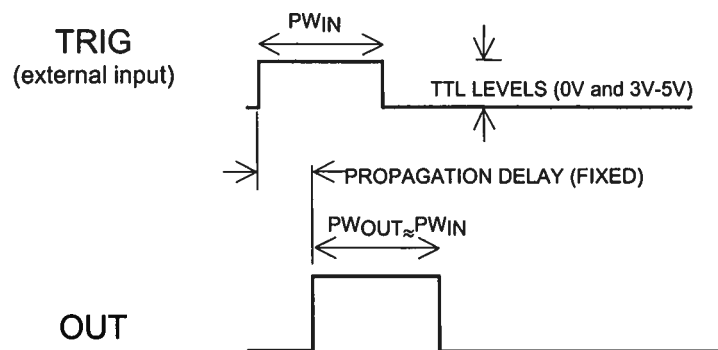 PWIN
TRIG
(external input)
TTL LEVELS (0V and 3V-5V)
PROPAGATION DELAY (FIXED)
PWOUT≈PWIN
OUT